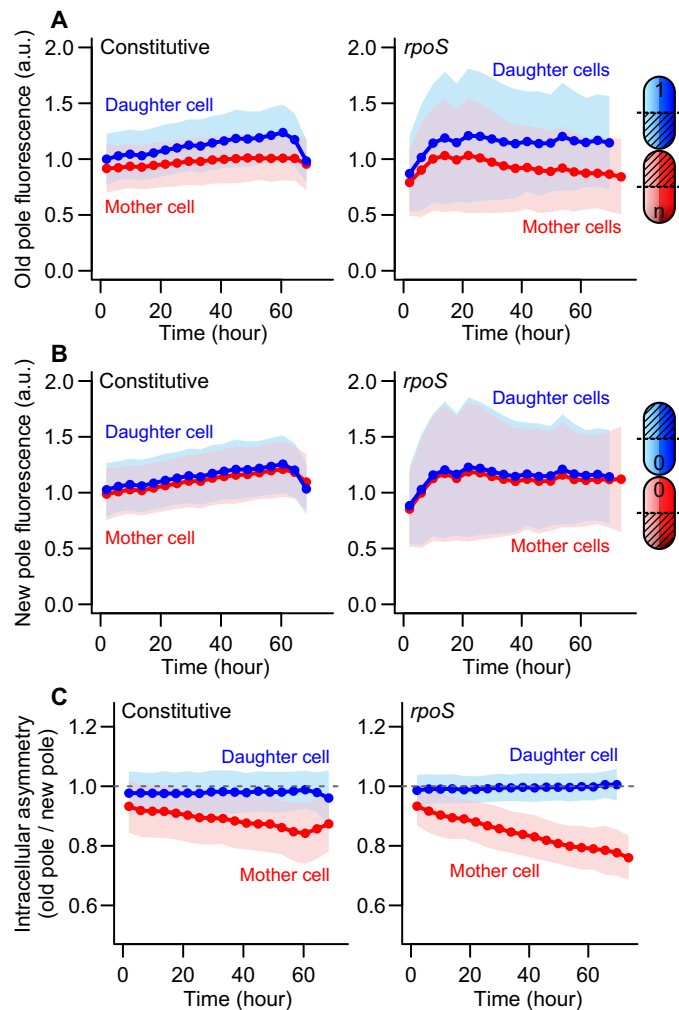 A
Constitutive
rpoS
Old pole fluorescence (a.u.)
2.0
1.5
1.0
0.5
0.0
Daughter cell
Mother cell
0 20 40 60
Time (hour)
2.0
1.5
1.0
0.5
0.0
Daughter cells
Mother cells
0 20 40 60
Time (hour)
1
n
B
Constitutive
rpoS
New pole fluorescence (a.u.)
2.0
1.5
1.0
0.5
0.0
Daughter cell
Mother cell
0 20 40 60
Time (hour)
2.0
1.5
1.0
0.5
0.0
Daughter cells
Mother cells
0 20 40 60
Time (hour)
0
0
C
Constitutive
rpoS
Intracellular asymmetry
(old pole / new pole)
1.2
1.0
0.8
0.6
Daughter cell
Mother cell
0 20 40 60
Time (hour)
1.2
1.0
0.8
0.6
Daughter cell
Mother cell
0 20 40 60
Time (hour)